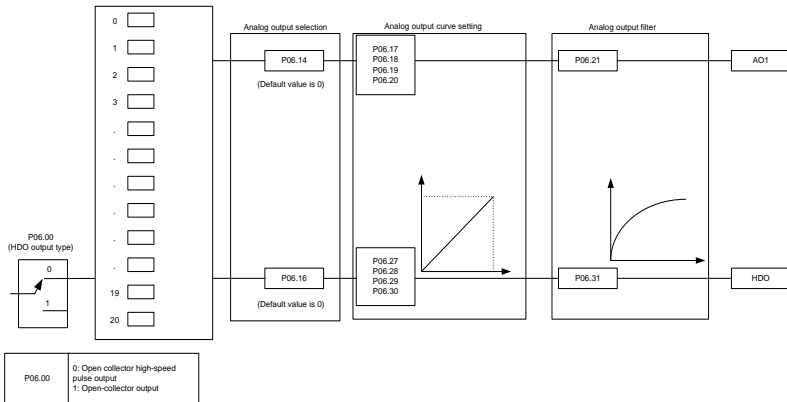 0
1
2
3
.
.
.
.
.
.
19
20
Analog output selection
P06.14
(Default value is 0)
P06.16
(Default value is 0)
Analog output curve setting
P06.17
P06.18
P06.19
P06.20
P06.27
P06.28
P06.29
P06.30
Analog output filter
P06.21
P06.31
AO1
HDO
P06.00
(HDO output type)
0
1
P06.00
0: Open collector high-speed
pulse output
1: Open-collector output